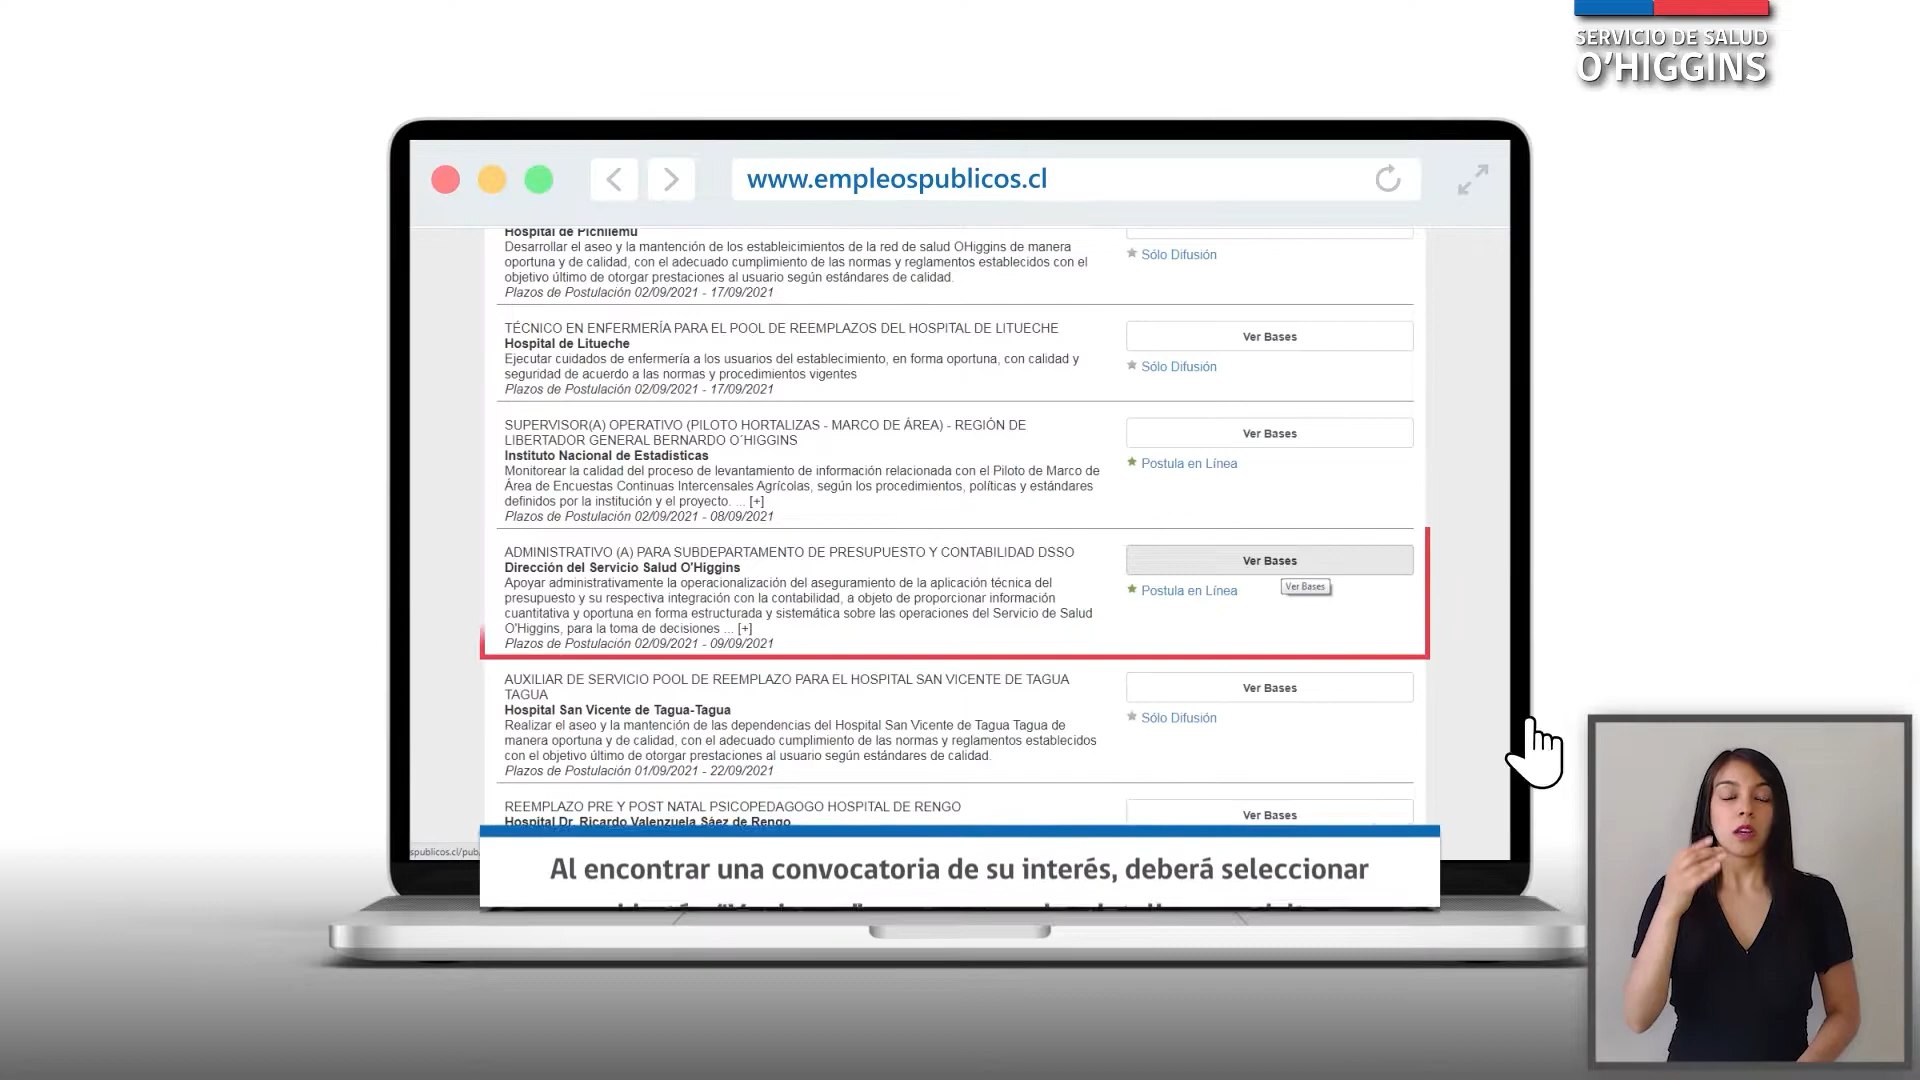 SERVICIO DE SALUD
O'HIGGINS
www.empleospublicos.cl
Hospital de Pichilemu
Desarrollar el aseo y la mantención de los estableicimientos de la red de salud OHiggins de manera
oportuna y de calidad, con el adecuado cumplimiento de las normas y reglamentos establecidos con el
objetivo último de otorgar prestaciones al usuario según estándares de calidad.
Plazos de Postulación 02/09/2021 - 17/09/2021
Sólo Difusión
TÉCNICO EN ENFERMERÍA PARA EL POOL DE REEMPLAZOS DEL HOSPITAL DE LITUECHE
Hospital de Litueche
Ejecutar cuidados de enfermería a los usuarios del establecimiento, en forma oportuna, con calidad y
seguridad de acuerdo a las normas y procedimientos vigentes
Plazos de Postulación 02/09/2021 - 17/09/2021
Ver Bases
Sólo Difusión
SUPERVISOR(A) OPERATIVO (PILOTO HORTALIZAS - MARCO DE ÁREA) - REGIÓN DE
LIBERTADOR GENERAL BERNARDO O´HIGGINS
Instituto Nacional de Estadísticas
Monitorear la calidad del proceso de levantamiento de información relacionada con el Piloto de Marco de
Área de Encuestas Continuas Intercensales Agrícolas, según los procedimientos, políticas y estándares
definidos por la institución y el proyecto. ... [+]
Plazos de Postulación 02/09/2021 - 08/09/2021
Ver Bases
Postula en Línea
ADMINISTRATIVO (A) PARA SUBDEPARTAMENTO DE PRESUPUESTO Y CONTABILIDAD DSSO
Dirección del Servicio Salud O'Higgins
Apoyar administrativamente la operacionalización del aseguramiento de la aplicación técnica del
presupuesto y su respectiva integración con la contabilidad, a objeto de proporcionar información
cuantitativa y oportuna en forma estructurada y sistemática sobre las operaciones del Servicio de Salud
O'Higgins, para la toma de decisiones ... [+]
Plazos de Postulación 02/09/2021 - 09/09/2021
Ver Bases
Postula en Línea
Ver Bases
AUXILIAR DE SERVICIO POOL DE REEMPLAZO PARA EL HOSPITAL SAN VICENTE DE TAGUA
TAGUA
Hospital San Vicente de Tagua-Tagua
Realizar el aseo y la mantención de las dependencias del Hospital San Vicente de Tagua Tagua de
manera oportuna y de calidad, con el adecuado cumplimiento de las normas y reglamentos establecidos
con el objetivo último de otorgar prestaciones al usuario según estándares de calidad.
Plazos de Postulación 01/09/2021 - 22/09/2021
Ver Bases
Sólo Difusión
REEMPLAZO PRE Y POST NATAL PSICOPEDAGOGO HOSPITAL DE RENGO
Hospital Dr. Ricardo Valenzuela Sáez de Rengo
Ver Bases
spublicos.cl/pub
Al encontrar una convocatoria de su interés, deberá seleccionar